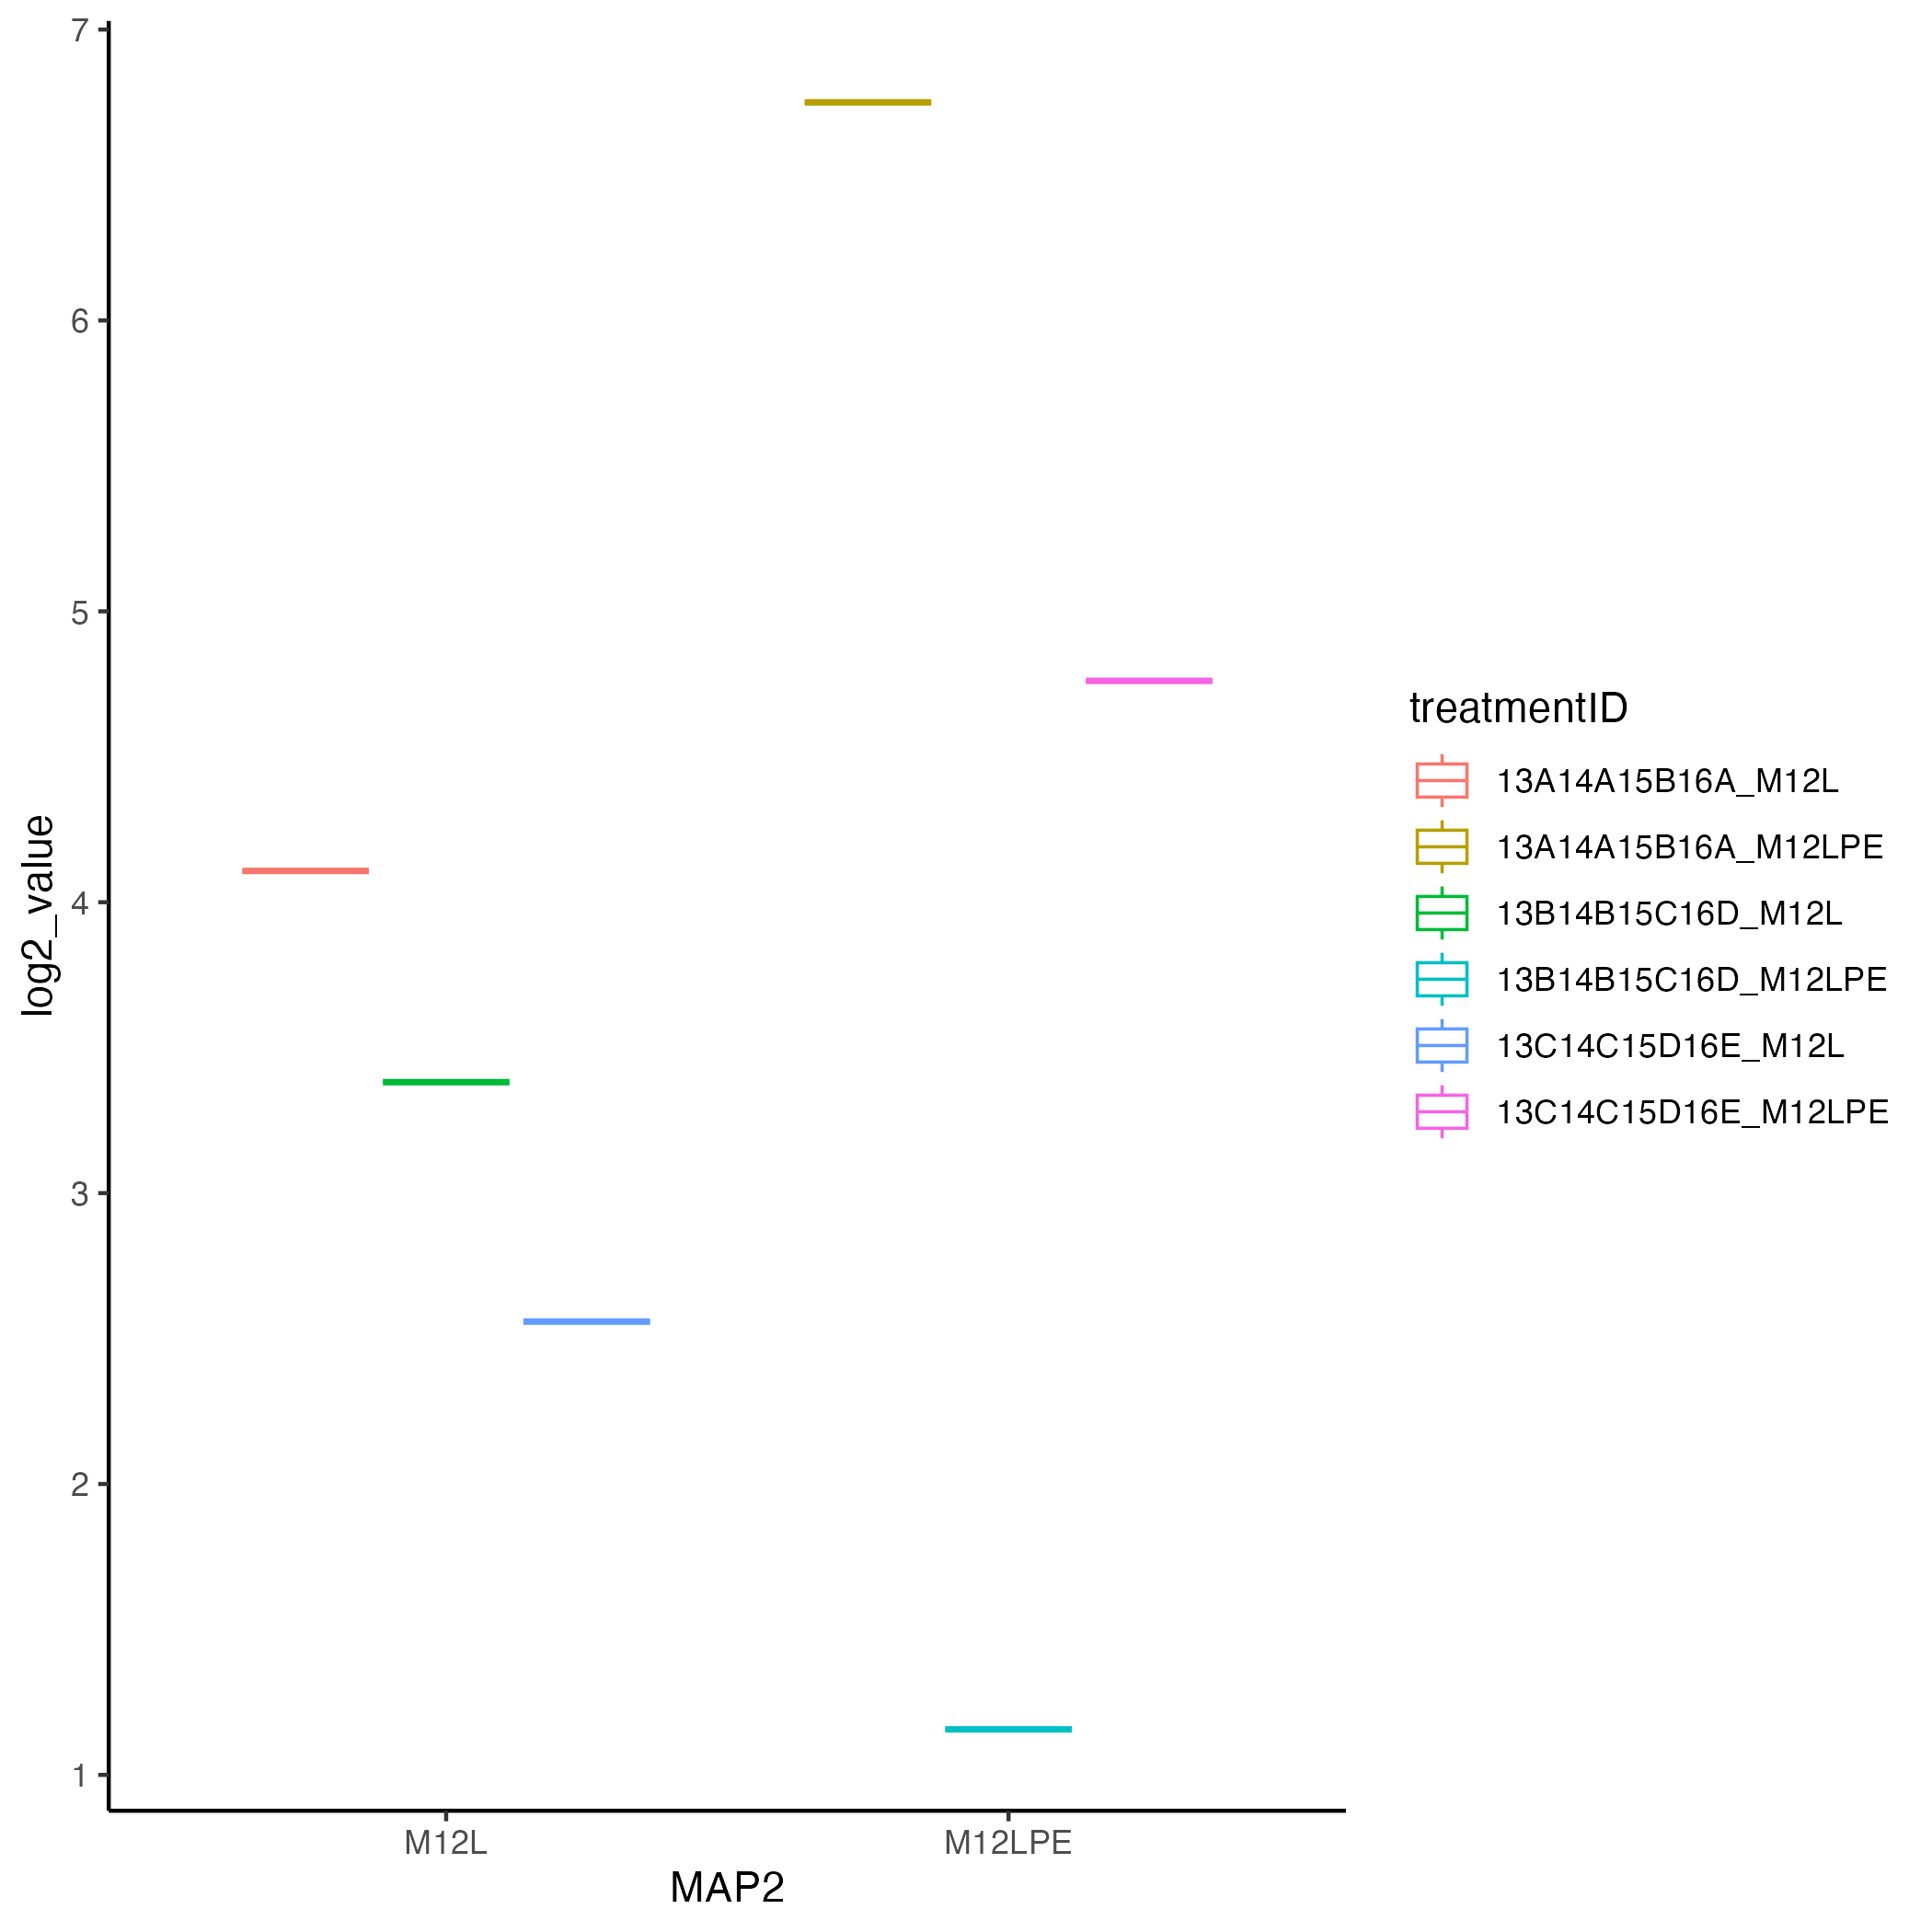 7
6
5
4
3
2
1
log2_value
M12L
M12LPE
MAP2
treatmentID
13A14A15B16A_M12L
13A14A15B16A_M12LPE
13B14B15C16D_M12L
13B14B15C16D_M12LPE
13C14C15D16E_M12L
13C14C15D16E_M12LPE